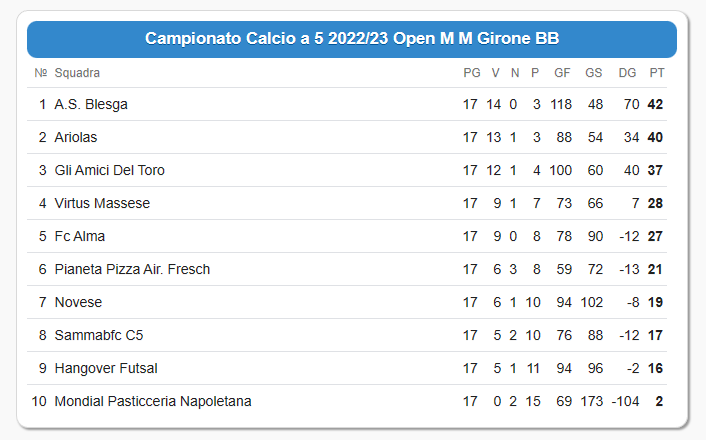 Campionato Calcio a 5 2022/23 Open M M Girone BB
№ Squadra PG V N P GF GS DG PT
1 A.S. Blesga 17 14 0 3 118 48 70 42
2 Ariolas 17 13 1 3 88 54 34 40
3 Gli Amici Del Toro 17 12 1 4 100 60 40 37
4 Virtus Massese 17 9 1 7 73 66 7 28
5 Fc Alma 17 9 0 8 78 90 -12 27
6 Pianeta Pizza Air. Fresch 17 6 3 8 59 72 -13 21
7 Novese 17 6 1 10 94 102 -8 19
8 Sammabfc C5 17 5 2 10 76 88 -12 17
9 Hangover Futsal 17 5 1 11 94 96 -2 16
10 Mondial Pasticceria Napoletana 17 0 2 15 69 173 -104 2